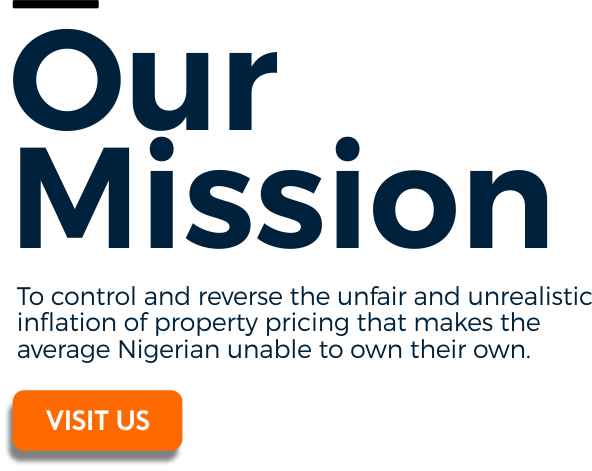 Our
Mission
To control and reverse the unfair and unrealistic
inflation of property pricing that makes the
average Nigerian unable to own their own.
VISIT US